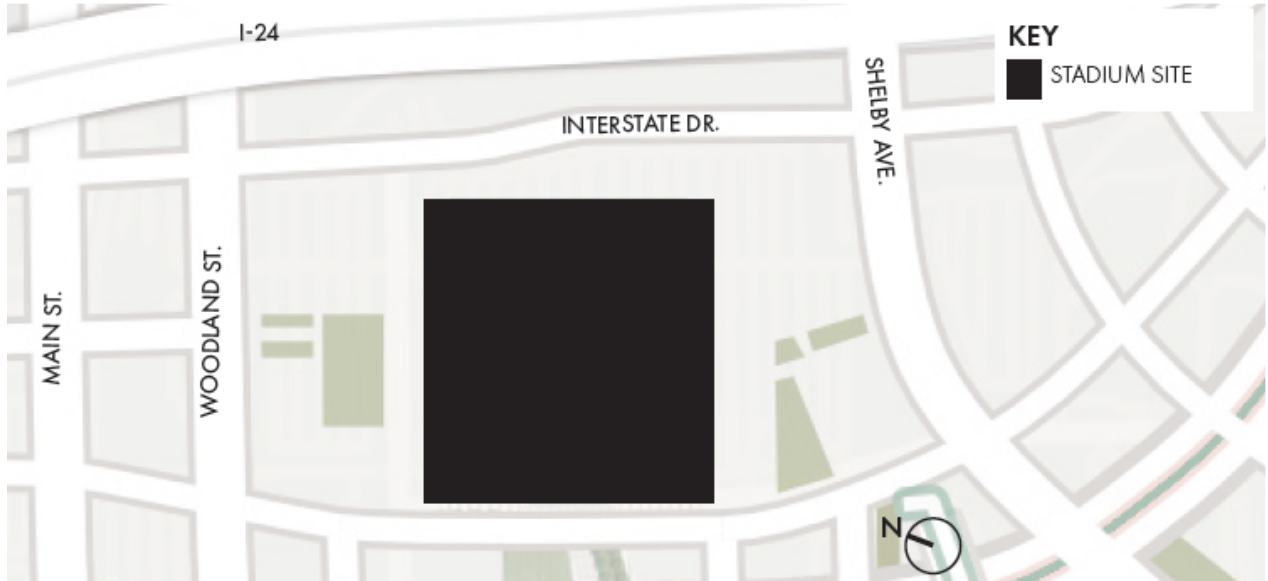 I-24
KEY
STADIUM SITE
SHELBY AVE.
INTERSTATE DR.
WOODLAND ST.
MAIN ST.
N